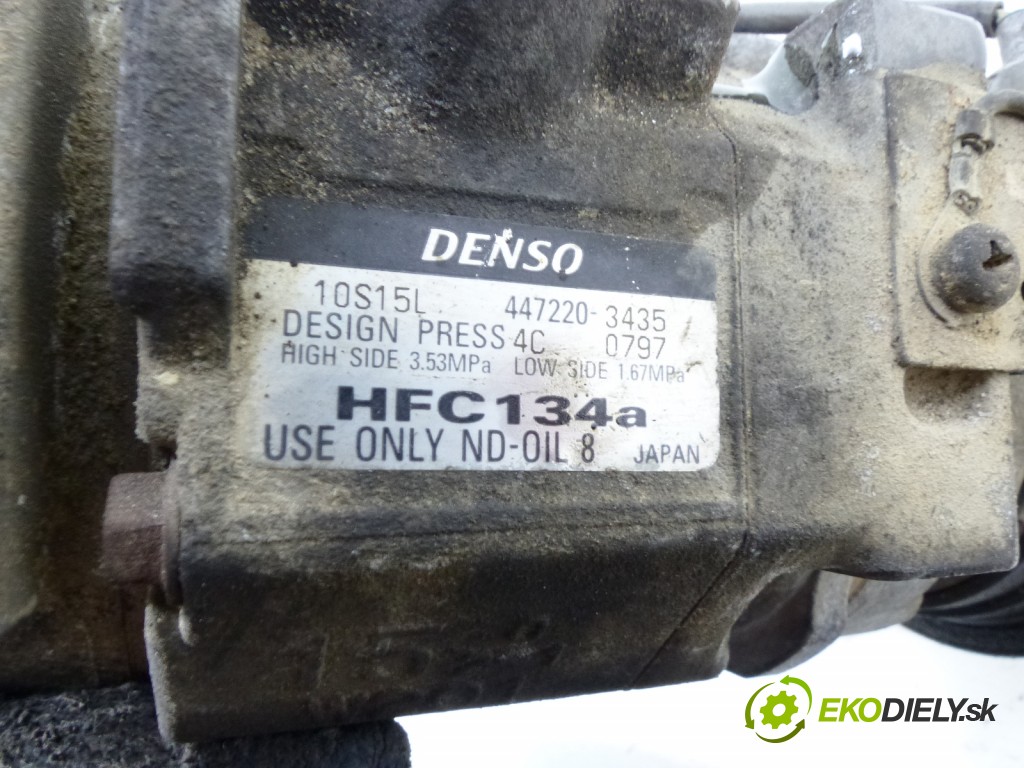 DENSO
10S15L 447220-3435
DESIGN PRESS 4C 0797
HIGH SIDE 3.53MPa LOW SIDE 1.67MPa
HFC134a
USE ONLY ND-OIL 8 JAPAN
EKODIELY.sk